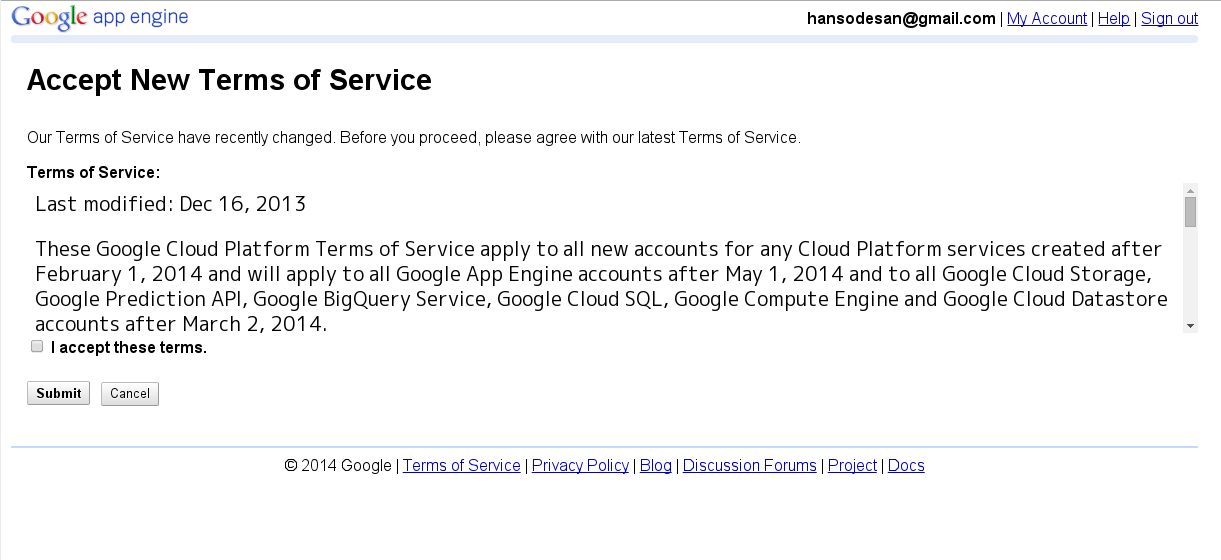 Google app engine
hansodesan@gmail.com | My Account | Help | Sign out
Accept New Terms of Service
Our Terms of Service have recently changed. Before you proceed, please agree with our latest Terms of Service.
Terms of Service:
Last modified: Dec 16, 2013
These Google Cloud Platform Terms of Service apply to all new accounts for any Cloud Platform services created after
February 1, 2014 and will apply to all Google App Engine accounts after May 1, 2014 and to all Google Cloud Storage,
Google Prediction API, Google BigQuery Service, Google Cloud SQL, Google Compute Engine and Google Cloud Datastore
accounts after March 2, 2014.
I accept these terms.
Submit Cancel
© 2014 Google | Terms of Service | Privacy Policy | Blog | Discussion Forums | Project | Docs